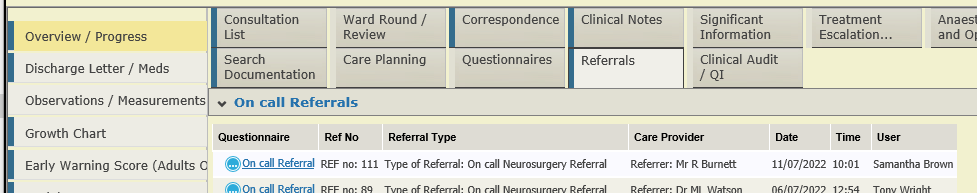 Overview / Progress
Discharge Letter / Meds
Observations / Measurements
Growth Chart
Early Warning Score (Adults O
Consultation
List
Ward Round /
Review
Correspondence
Clinical Notes
Significant
Information
Treatment
Escalation...
Anaest
and Op
Search
Documentation
Care Planning
Questionnaires
Referrals
Clinical Audit
/ QI
On call Referrals
Questionnaire Ref No Referral Type Care Provider Date Time User
On call Referral REF no: 111 Type of Referral: On call Neurosurgery Referral Referrer: Mr R Burnett 11/07/2022 10:01 Samantha Brown
On call Referral REF no: 89 Type of Referral: On call Neurosurgery Referral Referrer: Dr ML Watson 06/07/2022 12:54 Tony Wright